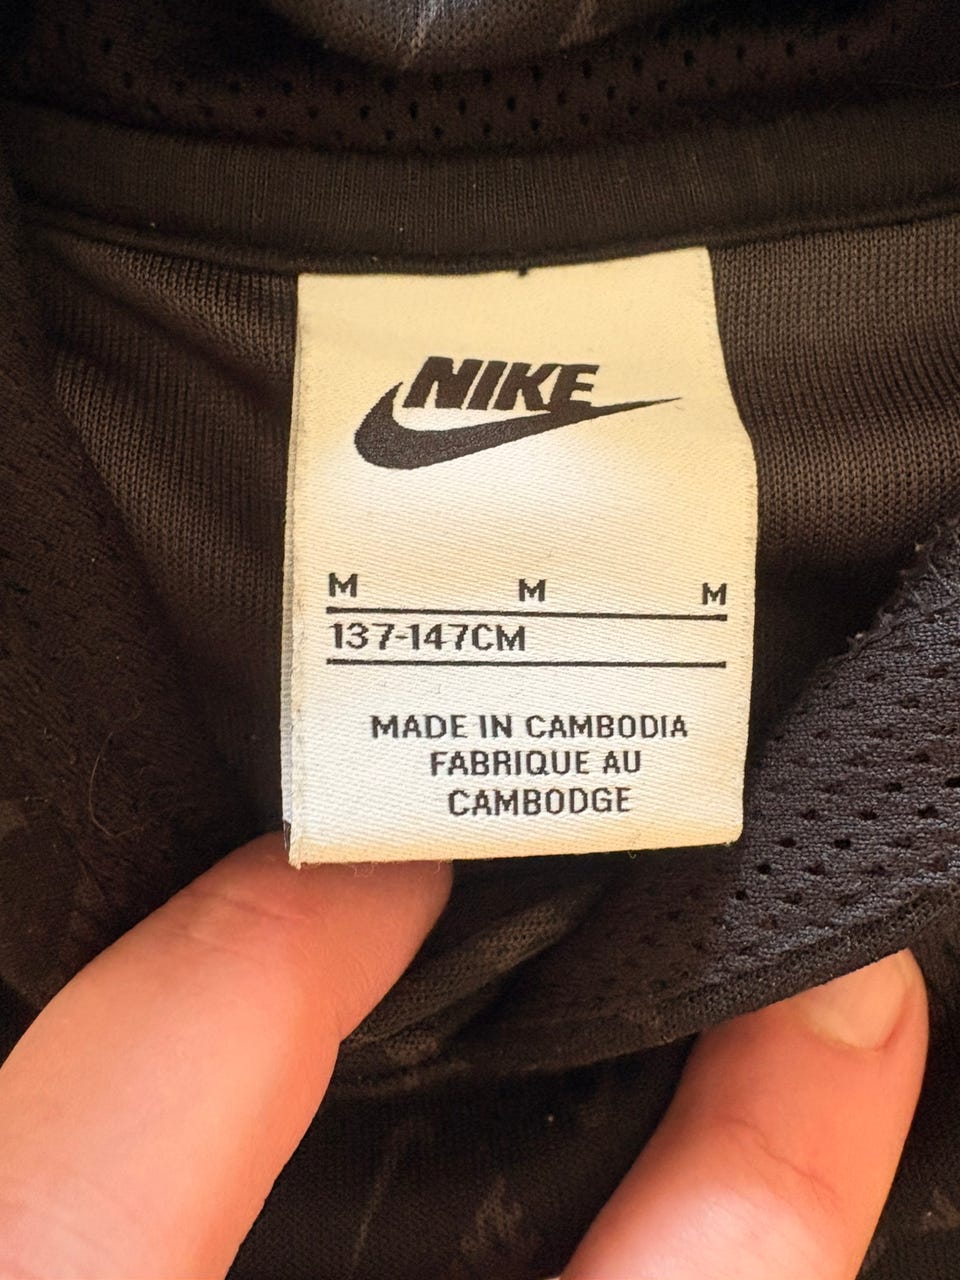 NIKE
M M M
137-147CM
MADE IN CAMBODIA
FABRIQUE AU
CAMBODGE